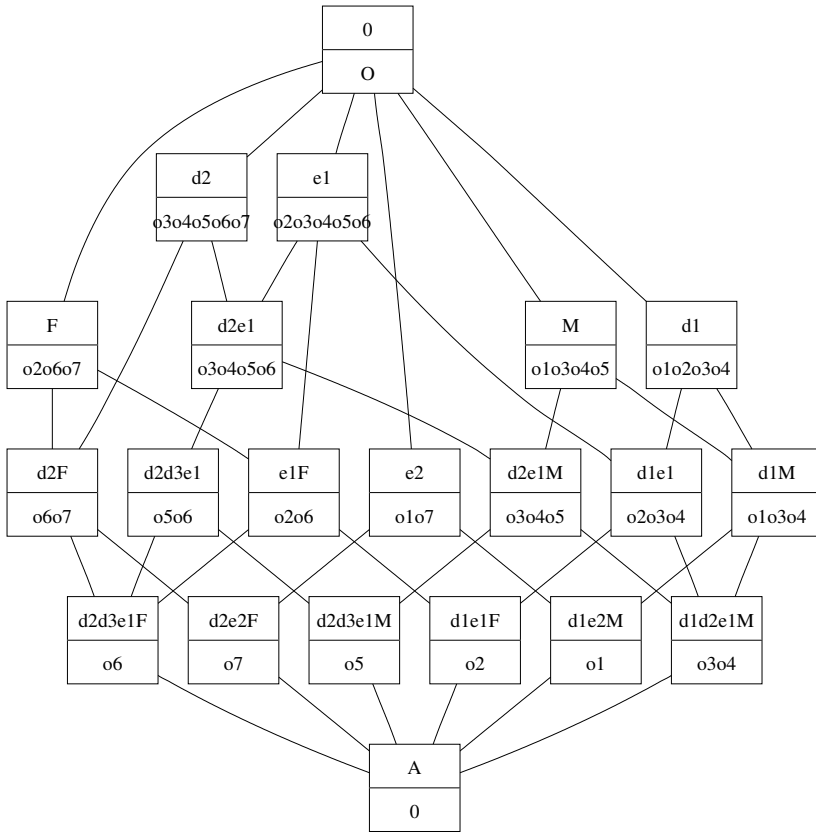 0
O
d2
o3o4o5o6o7
e1
o2o3o4o5o6
F
o2o6o7
d2e1
o3o4o5o6
M
o1o3o4o5
d1
o1o2o3o4
d2F
o6o7
d2d3e1
o5o6
e1F
o2o6
e2
o1o7
d2e1M
o3o4o5
d1e1
o2o3o4
d1M
o1o3o4
d2d3e1F
o6
d2e2F
o7
d2d3e1M
o5
d1e1F
o2
d1e2M
o1
d1d2e1M
o3o4
A
0